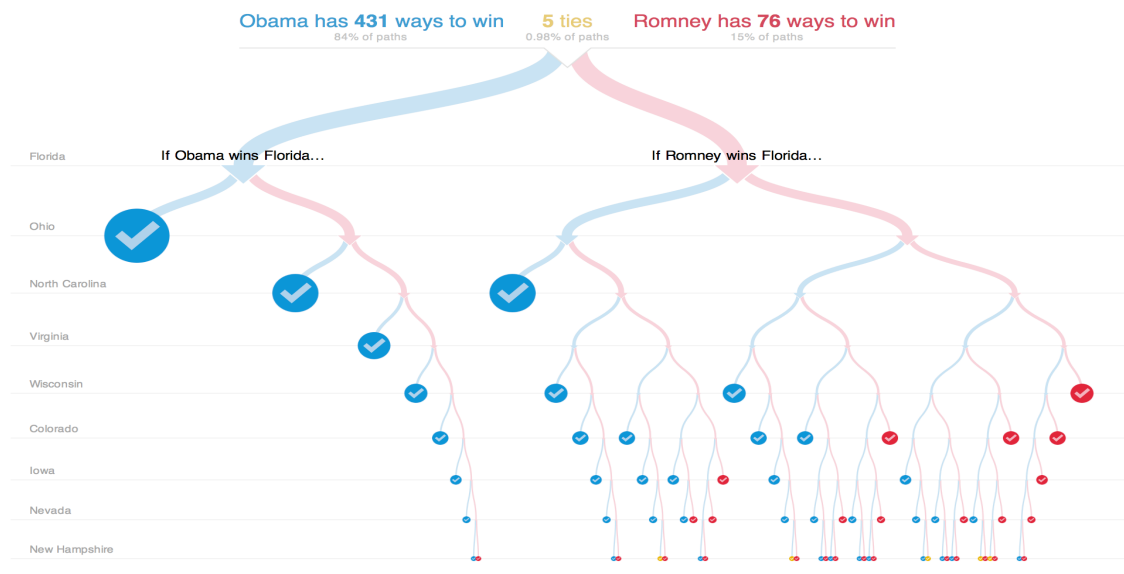 Obama has 431 ways to win
84% of paths
5 ties
0.98% of paths
Romney has 76 ways to win
15% of paths
Florida
If Obama wins Florida…
If Romney wins Florida…
Ohio
North Carolina
Virginia
Wisconsin
Colorado
Iowa
Nevada
New Hampshire